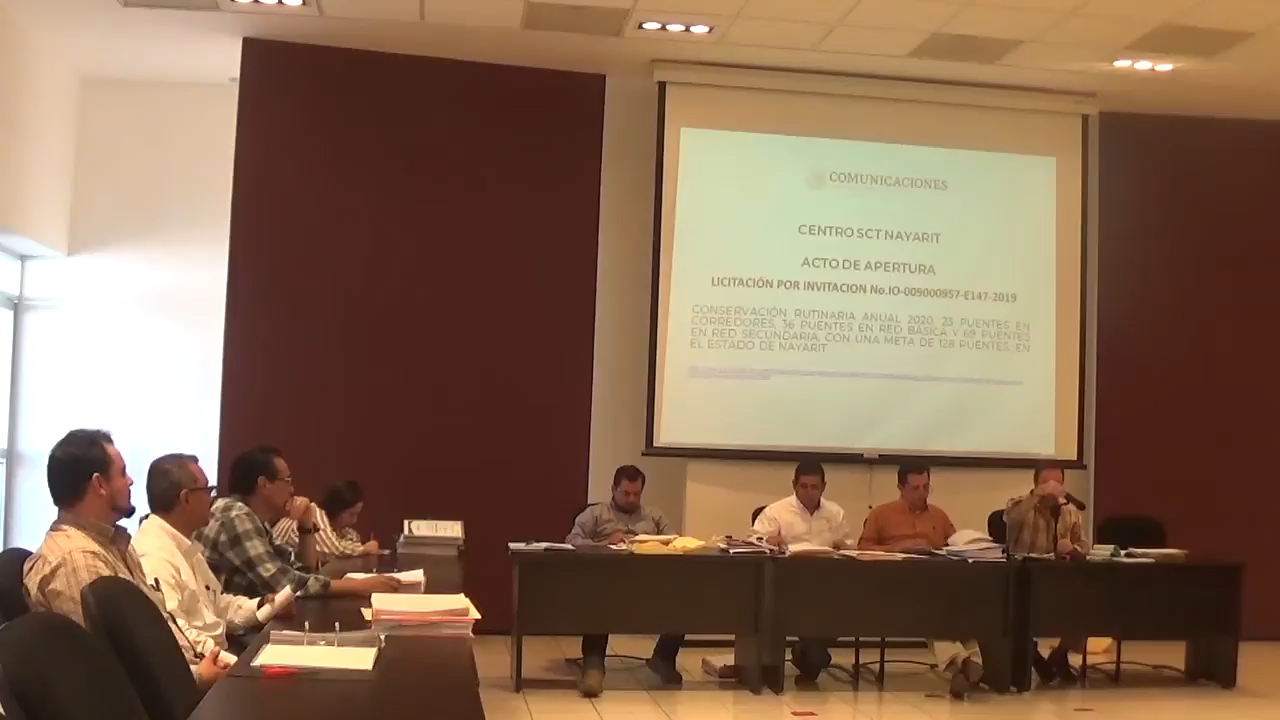 COMUNICACIONES
CENTRO SCT NAYARIT
ACTO DE APERTURA
LICITACIÓN POR INVITACION No.IO-009000957-E147-2019
CONSERVACIÓN RUTINARIA ANUAL 2020, 23 PUENTES EN
CORREDORES, 36 PUENTES EN RED BÁSICA Y 69 PUENTES
EN RED SECUNDARIA, CON UNA META DE 128 PUENTES, EN
EL ESTADO DE NAYARIT